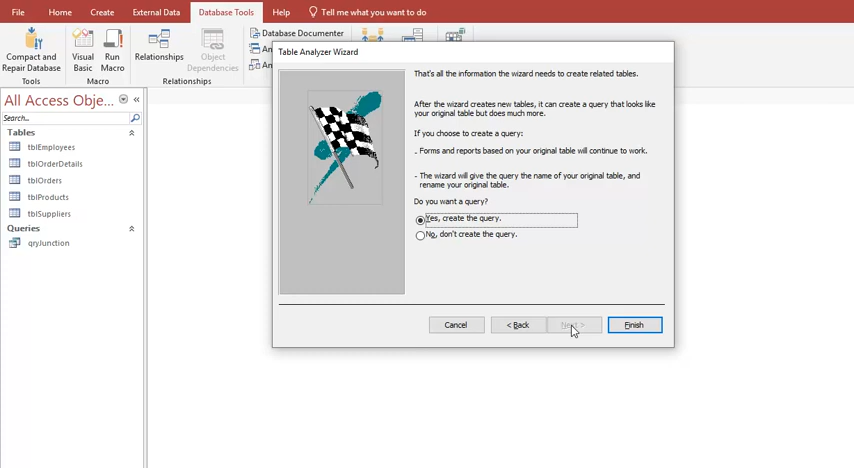 File Home Create External Data Database Tools Help Tell me what you want to do
Compact and
Repair Database
Tools
Visual
Basic
Run
Macro
Macro
Relationships
Object
Dependencies
Relationships
Database Documenter
An
An
All Access Obje... «
Search...
Tables
tblEmployees
tblOrderDetails
tblOrders
tblProducts
tblSuppliers
Queries
qryJunction
Table Analyzer Wizard
That's all the information the wizard needs to create related tables.
After the wizard creates new tables, it can create a query that looks like
your original table but does much more.
If you choose to create a query:
- Forms and reports based on your original table will continue to work.
- The wizard will give the query the name of your original table, and
rename your original table.
Do you want a query?
Yes, create the query.
No, don't create the query.
Cancel < Back Next > Finish